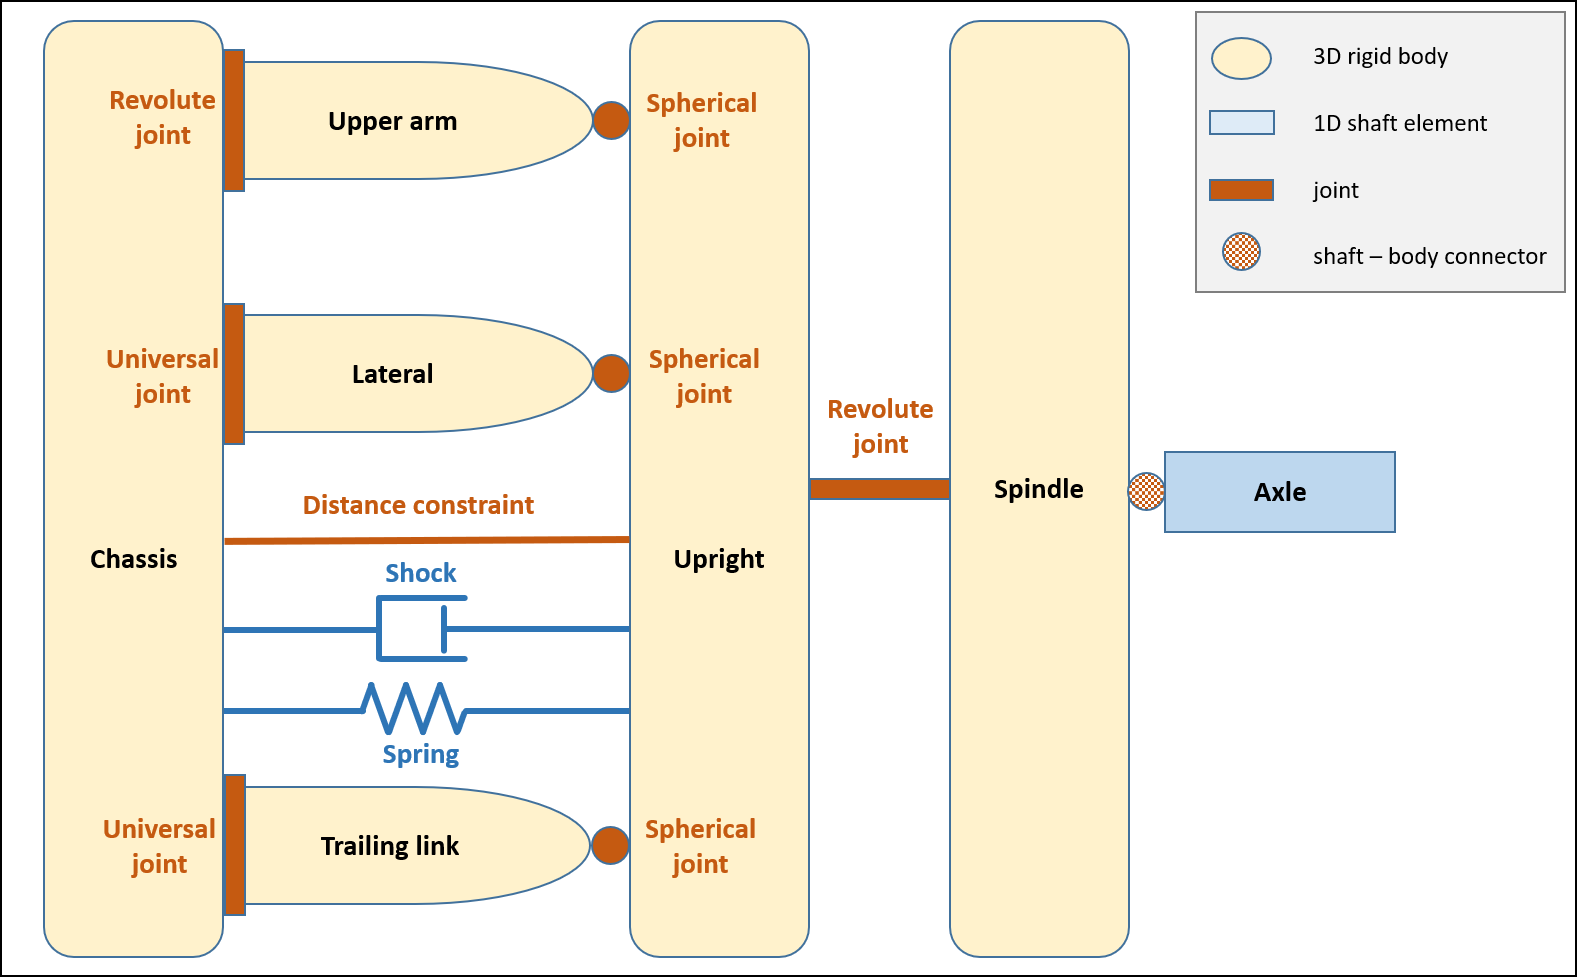 Revolute
joint
Upper arm
Spherical
joint
3D rigid body
1D shaft element
joint
shaft – body connector
Universal
joint
Lateral
Spherical
joint
Revolute
joint
Distance constraint
Chassis
Upright
Spindle
Axle
Shock
Spring
Universal
joint
Trailing link
Spherical
joint